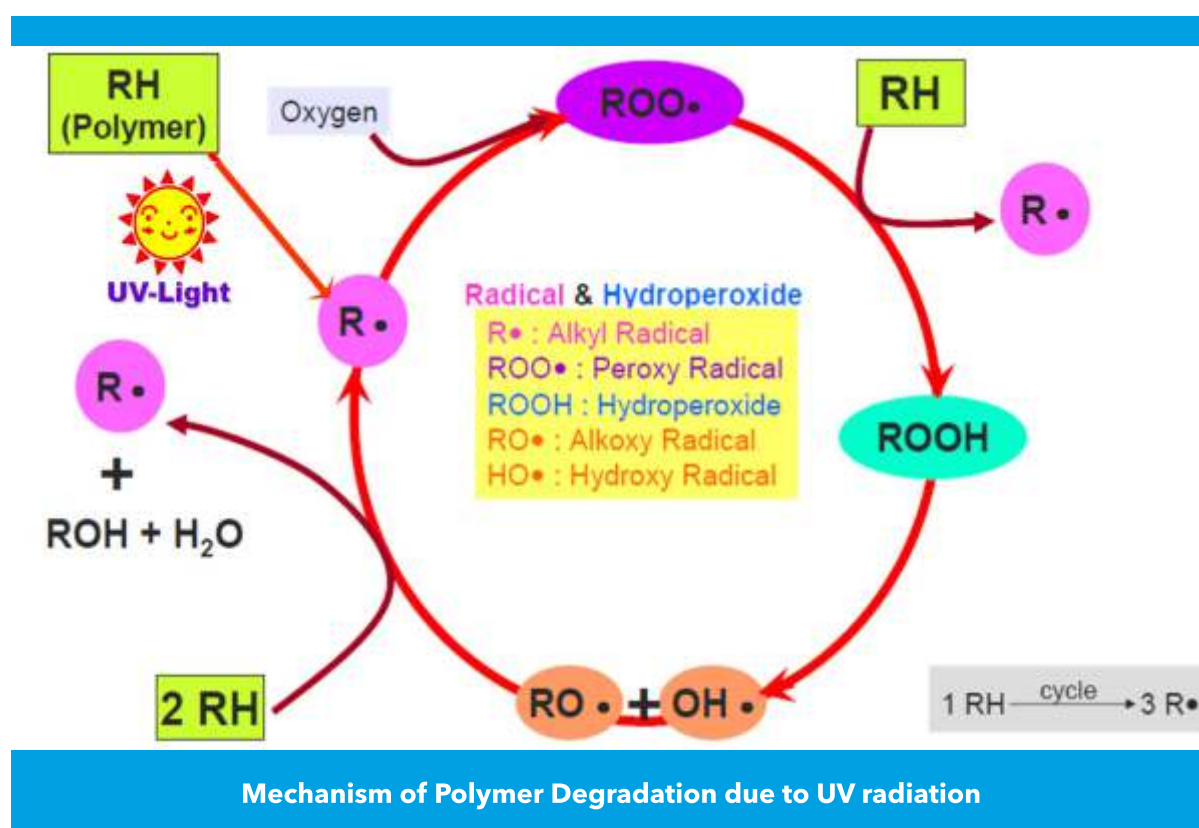 RH
(Polymer)
Oxygen
ROO•
RH
R •
UV-Light
R •
Radical & Hydroperoxide
R• : Alkyl Radical
ROO• : Peroxy Radical
ROOH : Hydroperoxide
RO• : Alkoxy Radical
HO• : Hydroxy Radical
R •
+
ROH + H₂O
ROOH
2 RH
RO • + OH •
1 RH cycle 3 R•
Mechanism of Polymer Degradation due to UV radiation